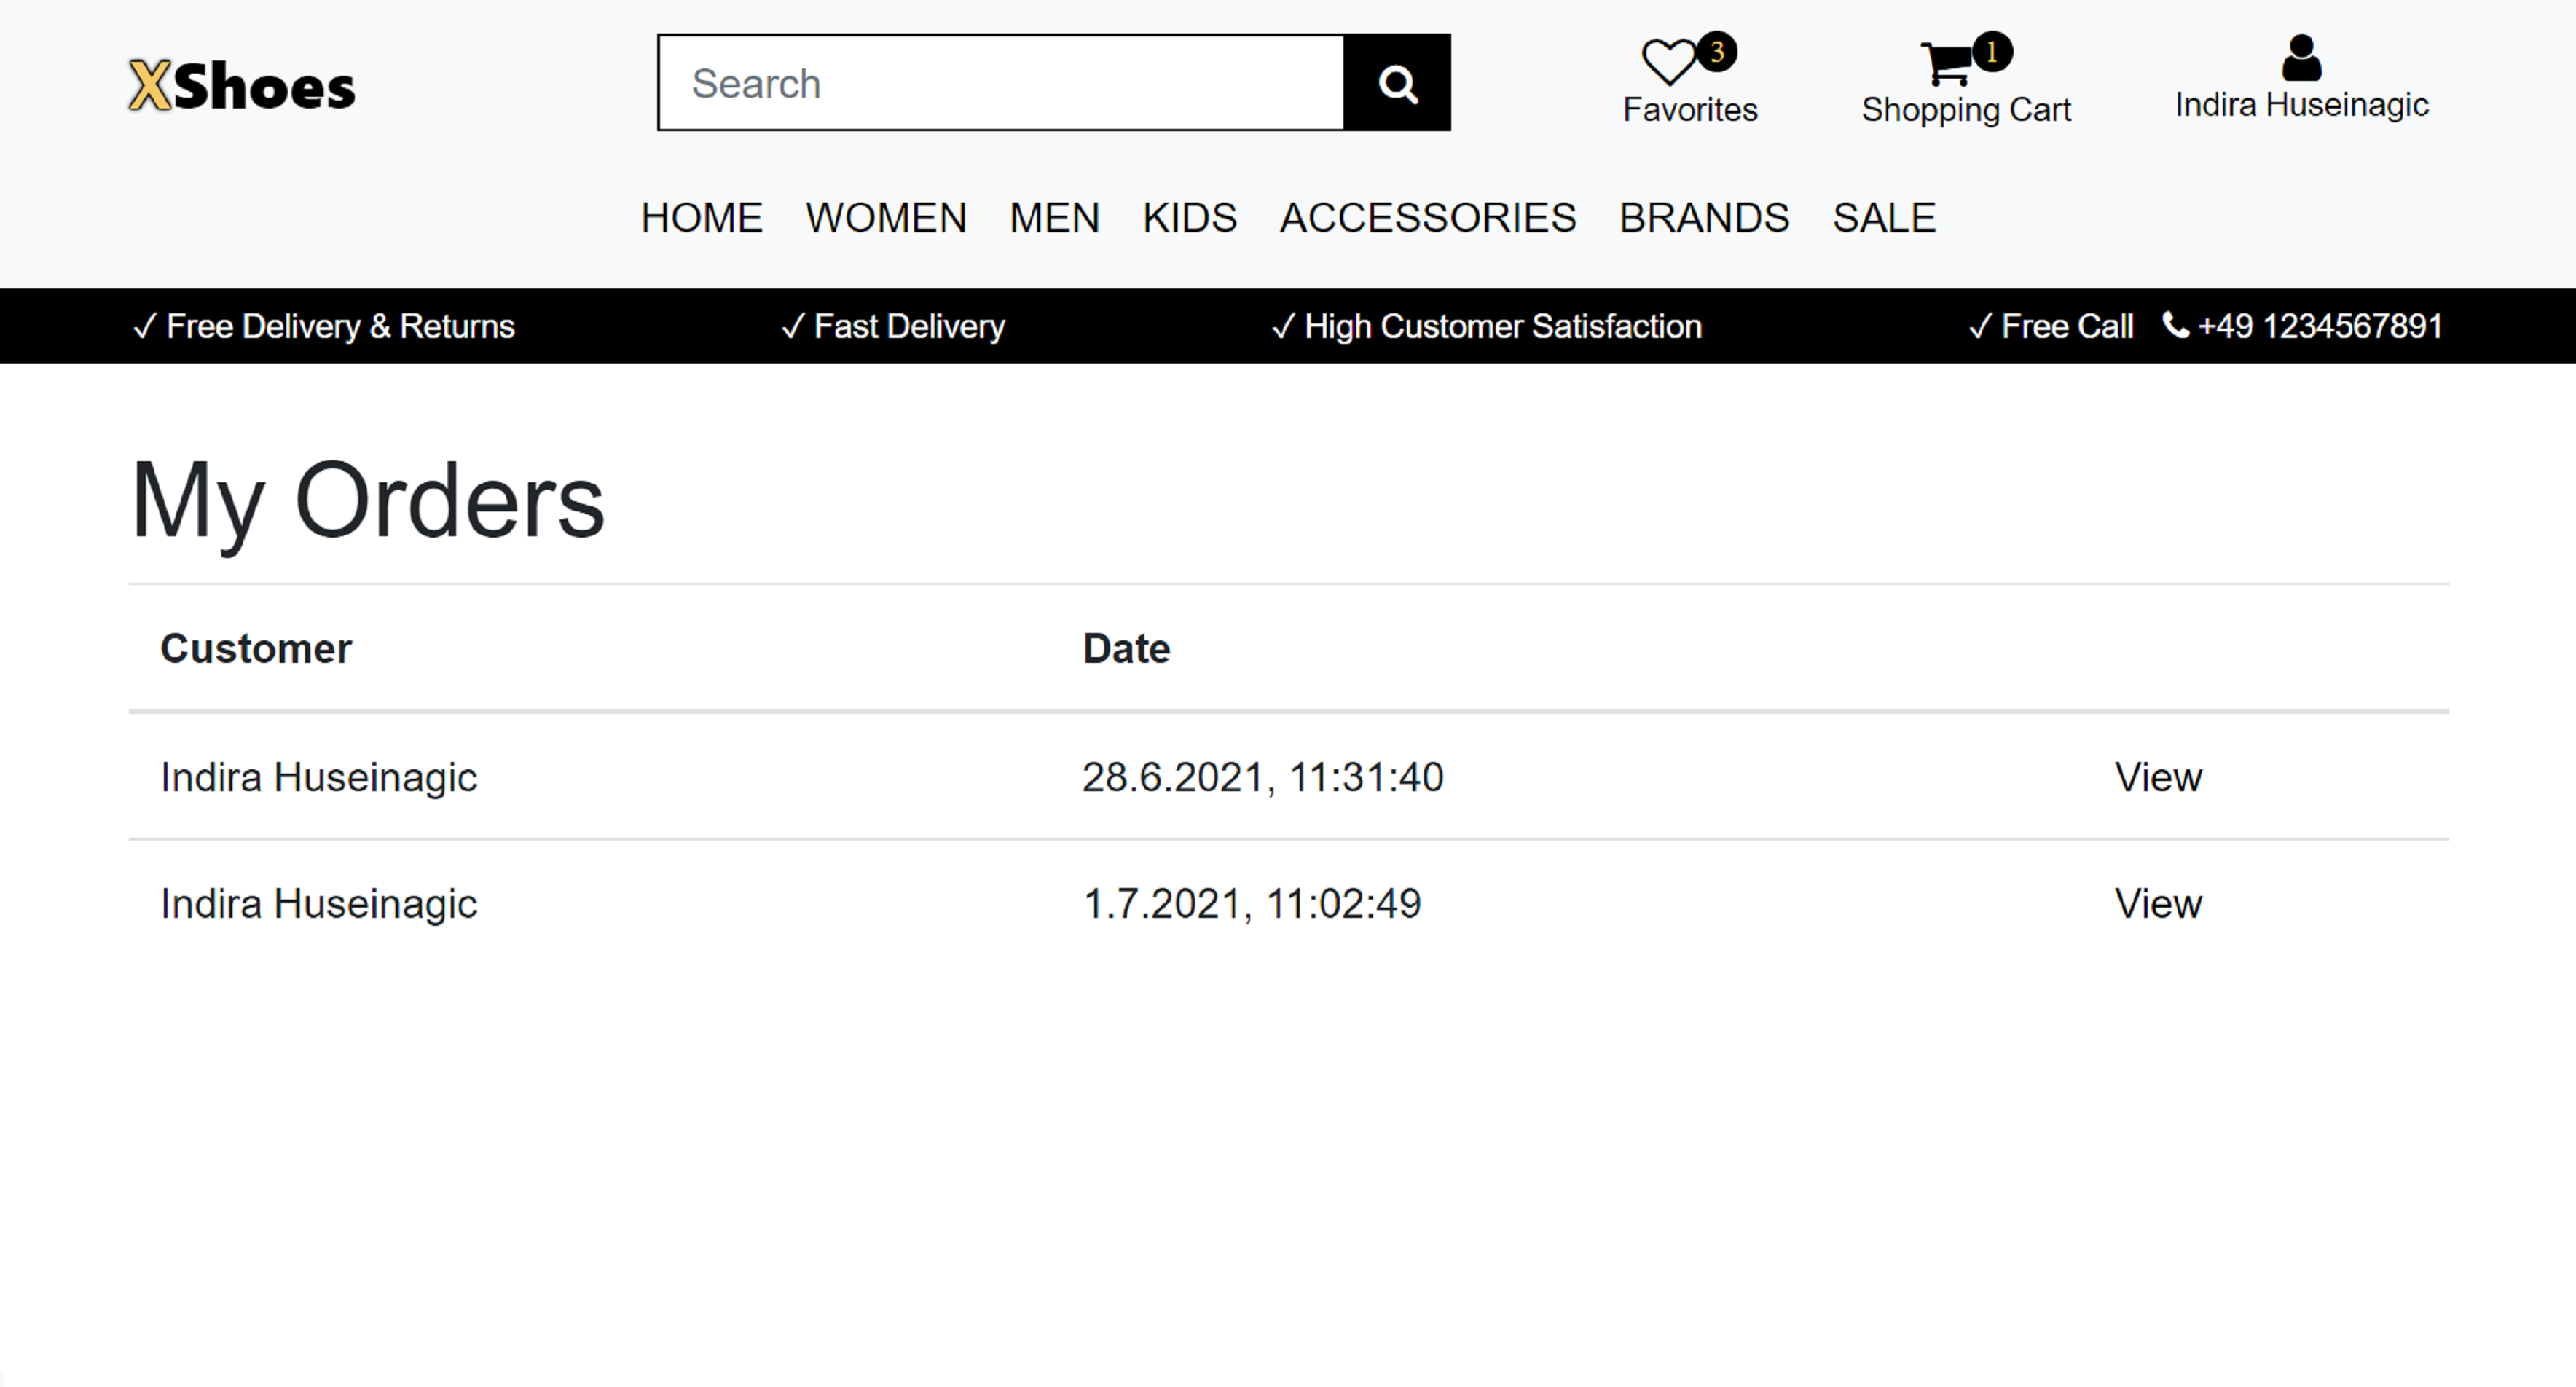 XShoes
Search
3
Favorites
1
Shopping Cart
Indira Huseinagic
HOME WOMEN MEN KIDS ACCESSORIES BRANDS SALE
✓ Free Delivery & Returns ✓ Fast Delivery ✓ High Customer Satisfaction ✓ Free Call +49 1234567891
My Orders
Customer Date
Indira Huseinagic 28.6.2021, 11:31:40 View
Indira Huseinagic 1.7.2021, 11:02:49 View